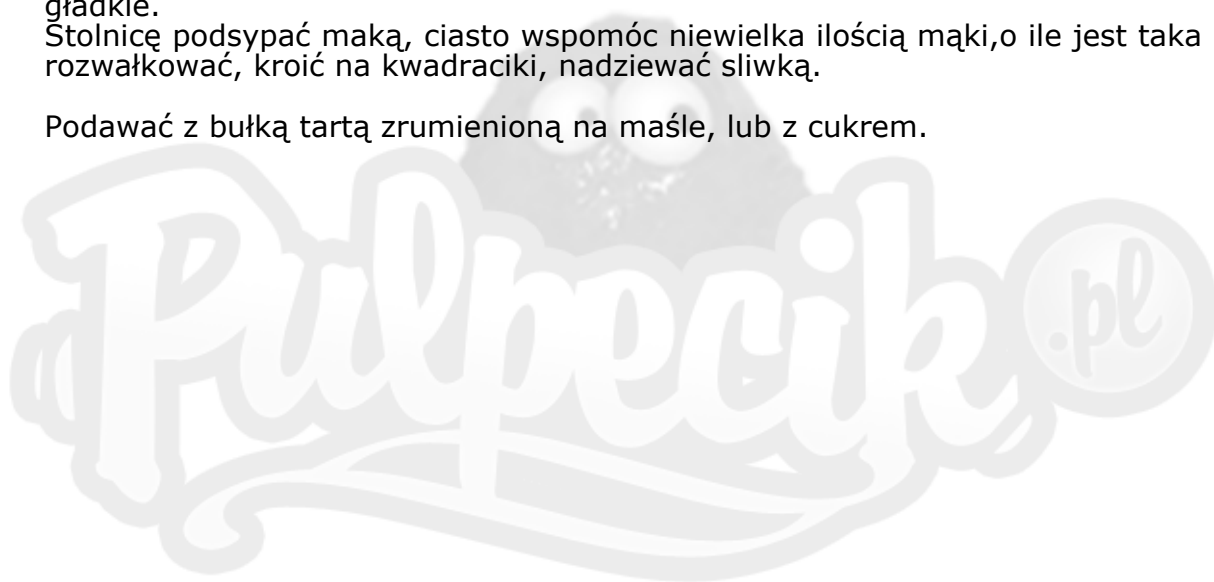 gładkie.
Stolnicę podsypać maką, ciasto wspomóc niewielka ilością mąki,o ile jest taka
rozwałkować, kroić na kwadraciki, nadziewać sliwką.
Podawać z bułką tartą zrumienioną na maśle, lub z cukrem.
Pulpecik .pl